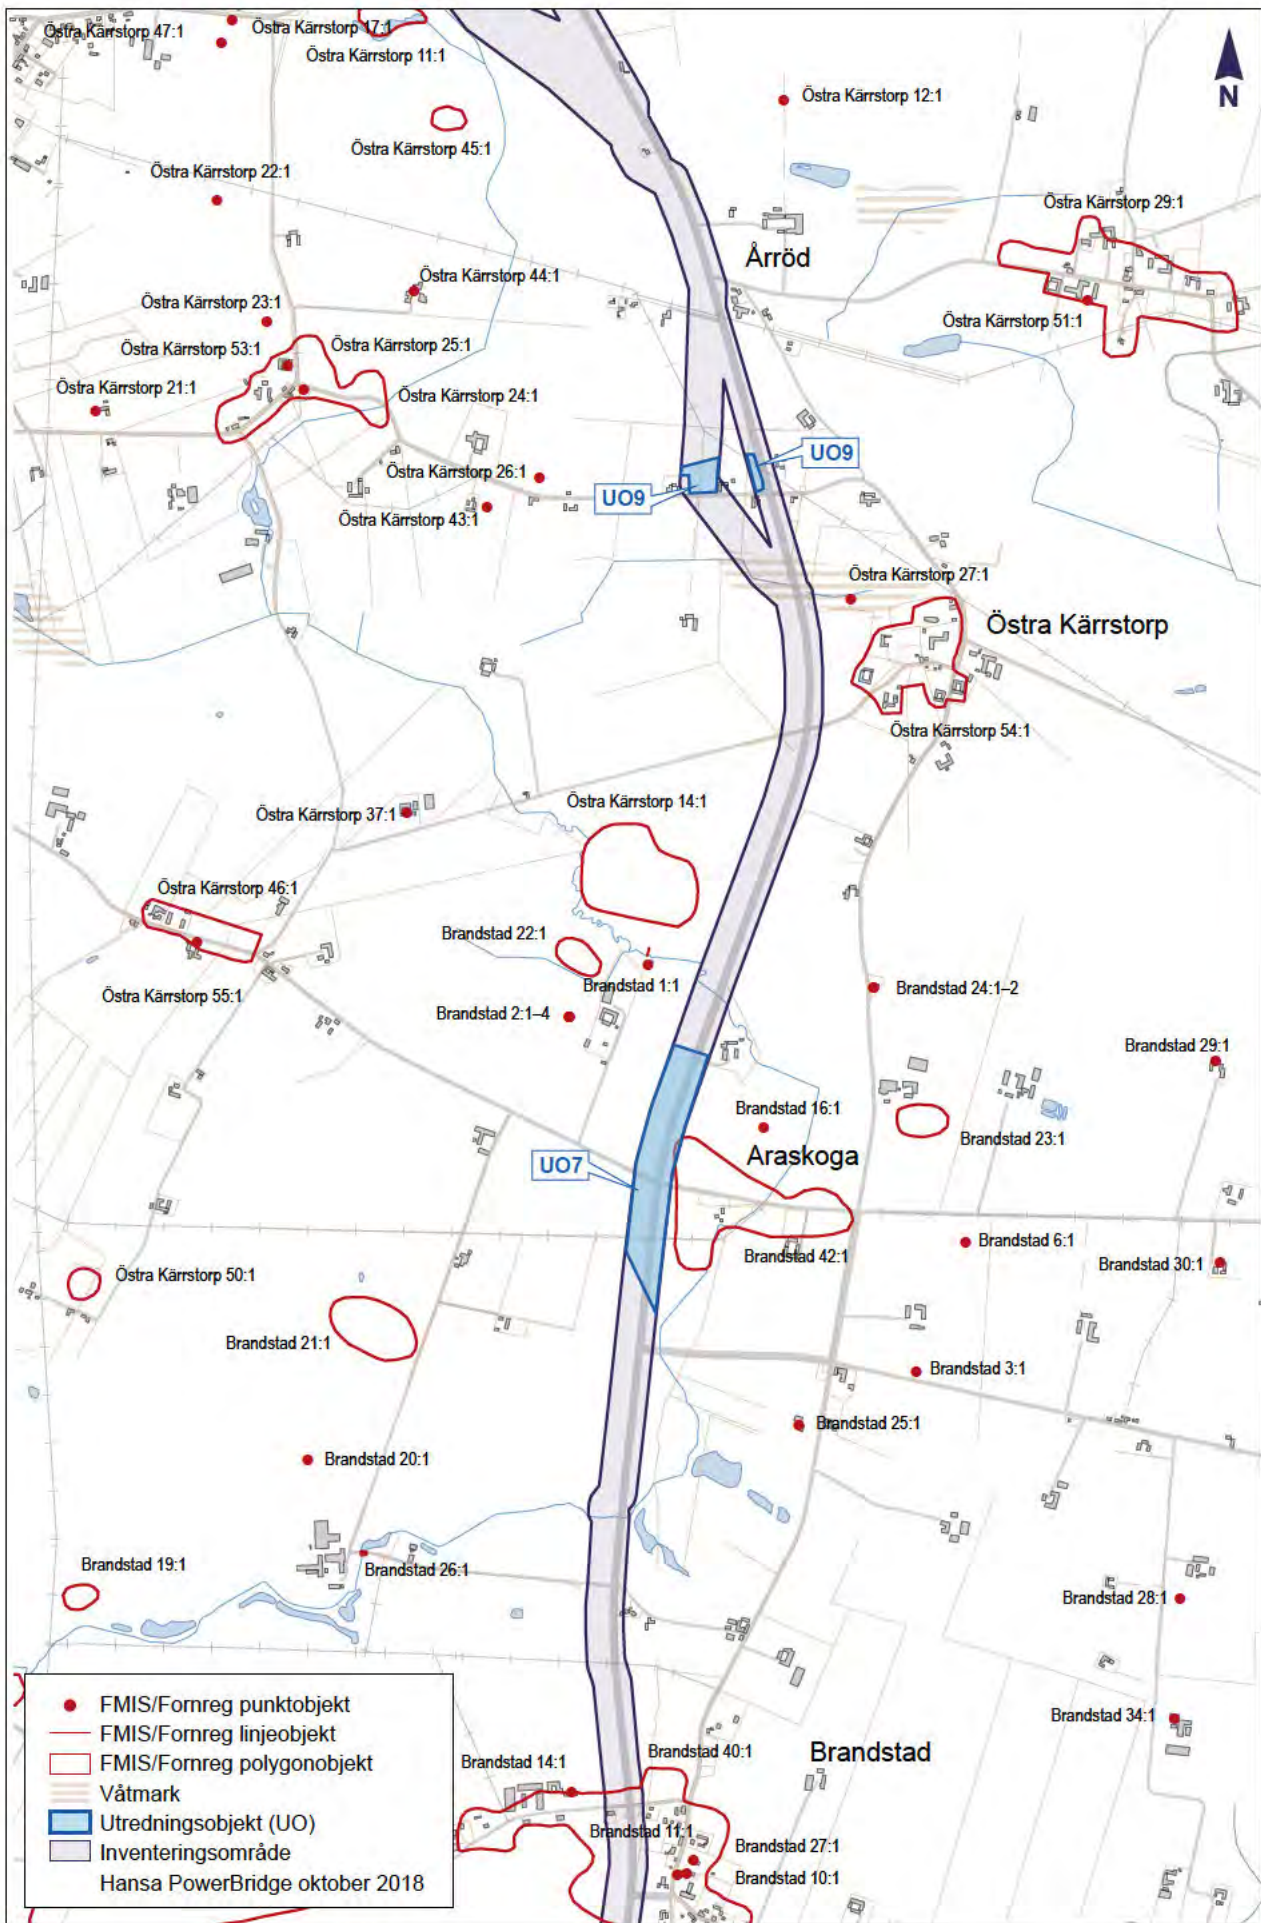 Östra Kärrstorp 47:1
Östra Kärrstorp 17:1
Östra Kärrstorp 11:1
N
Östra Kärrstorp 12:1
Östra Kärrstorp 45:1
Östra Kärrstorp 22:1
Östra Kärrstorp 29:1
Årröd
Östra Kärrstorp 44:1
Östra Kärrstorp 23:1
Östra Kärrstorp 51:1
Östra Kärrstorp 53:1
Östra Kärrstorp 25:1
Östra Kärrstorp 21:1
Östra Kärrstorp 24:1
UO9
Östra Kärrstorp 26:1
UO9
Östra Kärrstorp 43:1
Östra Kärrstorp 27:1
Östra Kärrstorp
Östra Kärrstorp 54:1
Östra Kärrstorp 14:1
Östra Kärrstorp 37:1
Östra Kärrstorp 46:1
Brandstad 22:1
Brandstad 1:1
Brandstad 24:1–2
Östra Kärrstorp 55:1
Brandstad 2:1–4
Brandstad 29:1
Brandstad 16:1
Brandstad 23:1
Araskoga
UO7
Brandstad 6:1
Brandstad 42:1
Brandstad 30:1
Östra Kärrstorp 50:1
Brandstad 21:1
Brandstad 3:1
Brandstad 25:1
Brandstad 20:1
Brandstad 19:1
Brandstad 26:1
Brandstad 28:1
Brandstad 34:1
Brandstad 40:1
Brandstad
Brandstad 14:1
Brandstad 11:1
Brandstad 27:1
Brandstad 10:1
FMIS/Fornreg punktobjekt
FMIS/Fornreg linjeobjekt
FMIS/Fornreg polygonobjekt
Våtmark
Utredningsobjekt (UO)
Inventeringsområde
Hansa PowerBridge oktober 2018